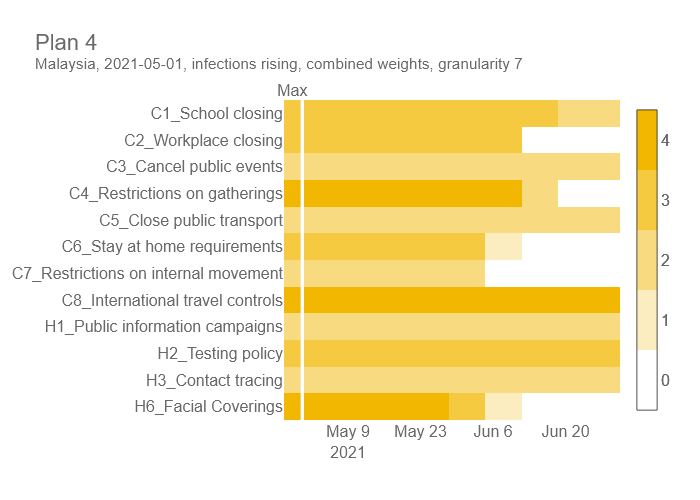 Plan 4
Malaysia, 2021-05-01, infections rising, combined weights, granularity 7
Max
C1_School closing
C2_Workplace closing
C3_Cancel public events
C4_Restrictions on gatherings
C5_Close public transport
C6_Stay at home requirements
C7_Restrictions on internal movement
C8_International travel controls
H1_Public information campaigns
H2_Testing policy
H3_Contact tracing
H6_Facial Coverings
4
3
2
1
0
May 9
2021
May 23
Jun 6
Jun 20